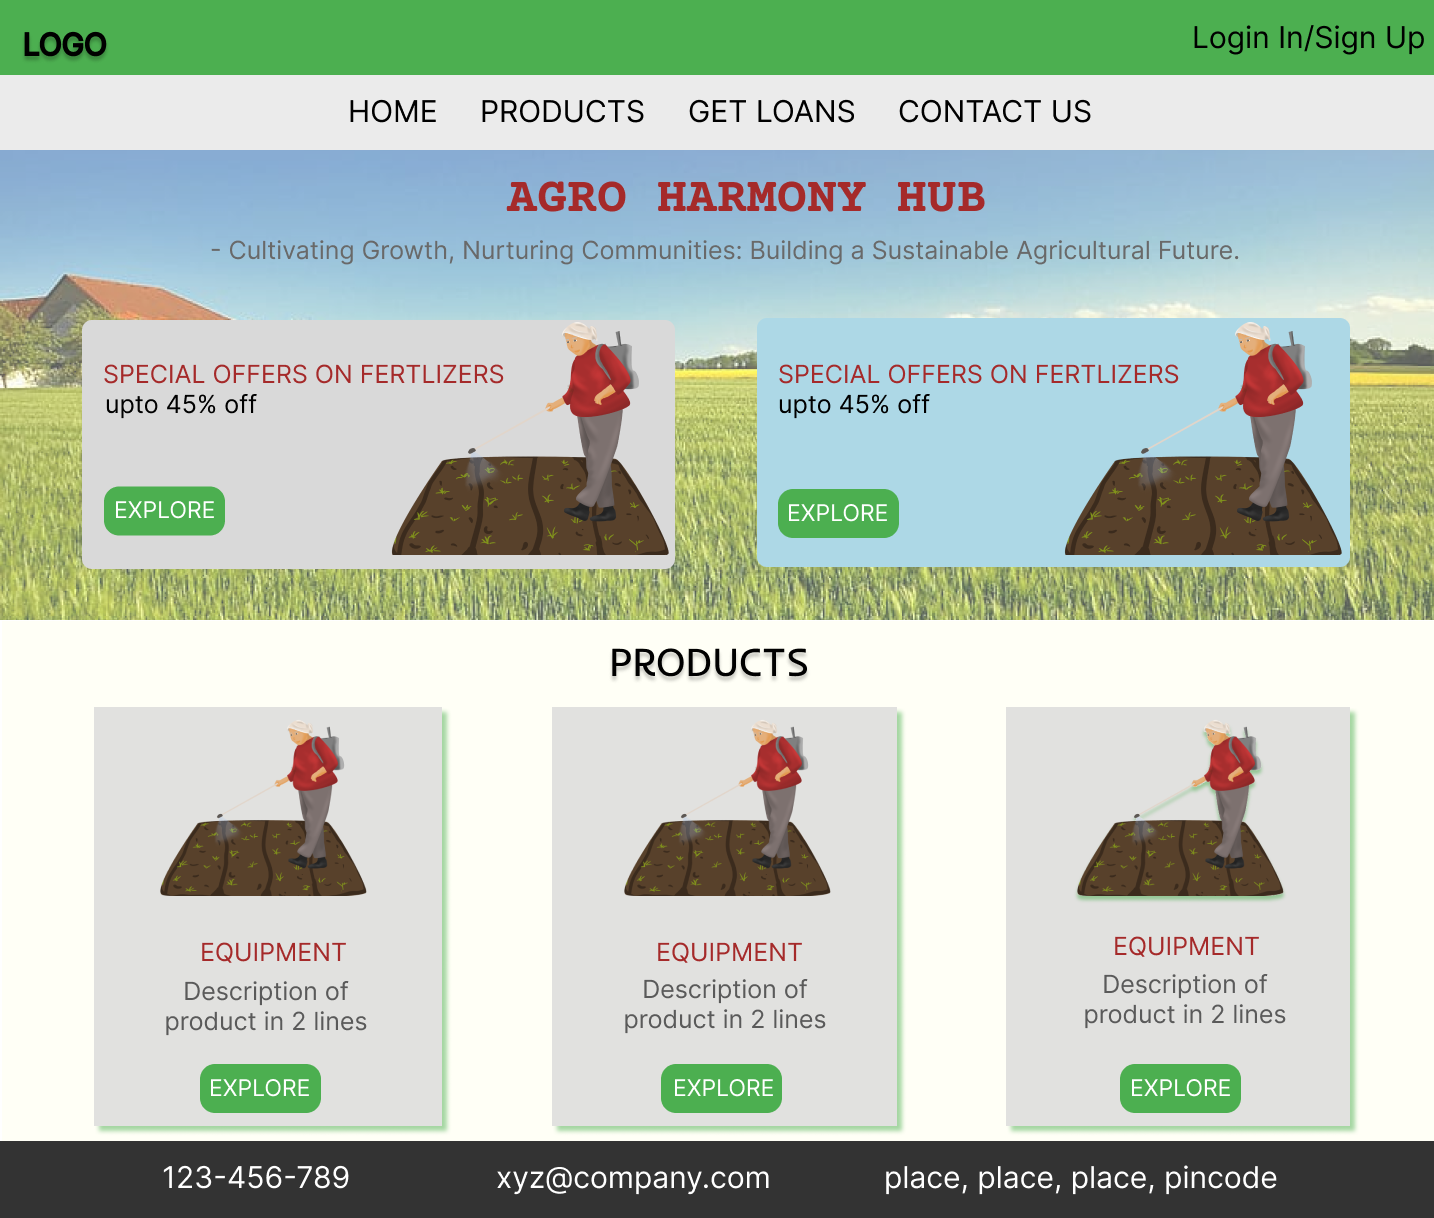 LOGO
Login In/Sign Up
HOME PRODUCTS GET LOANS CONTACT US
AGRO HARMONY HUB
- Cultivating Growth, Nurturing Communities: Building a Sustainable Agricultural Future.
SPECIAL OFFERS ON FERTLIZERS
upto 45% off
EXPLORE
SPECIAL OFFERS ON FERTLIZERS
upto 45% off
EXPLORE
PRODUCTS
EQUIPMENT
Description of
product in 2 lines
EXPLORE
EQUIPMENT
Description of
product in 2 lines
EXPLORE
EQUIPMENT
Description of
product in 2 lines
EXPLORE
123-456-789
xyz@company.com
place, place, place, pincode